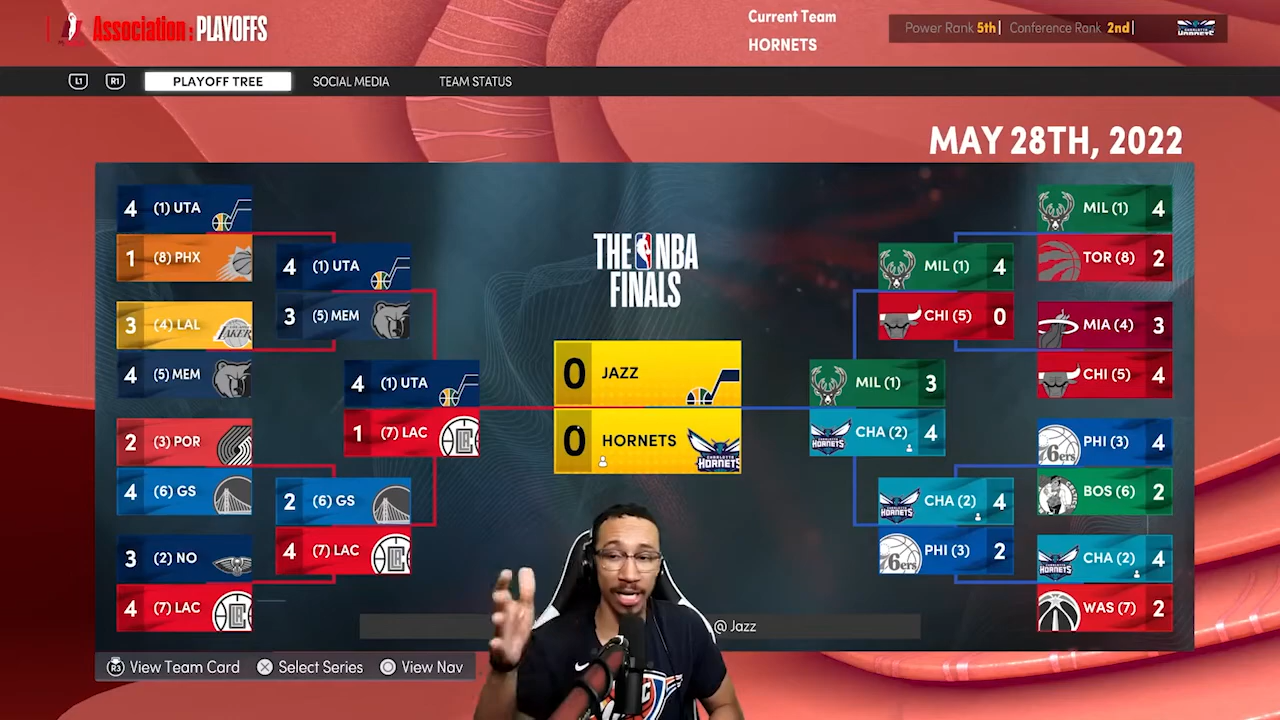 Association: PLAYOFFS
Current Team
HORNETS
Power Rank 5th| Conference Rank 2nd|
L1 R1 PLAYOFF TREE SOCIAL MEDIA TEAM STATUS
MAY 28TH, 2022
4 (1) UTA
1 (8) PHX
3 (4) LAL
4 (5) MEM
2 (3) POR
4 (6) GS
3 (2) NO
4 (7) LAC
4 (1) UTA
3 (5) MEM
2 (6) GS
4 (7) LAC
4 (1) UTA
1 (7) LAC
THE NBA
FINALS
0 JAZZ
0 HORNETS
MIL (1) 3
CHA (2) 4
MIL (1) 4
CHI (5) 0
CHA (2) 4
PHI (3) 2
MIL (1) 4
TOR (8) 2
MIA (4) 3
CHI (5) 4
PHI (3) 4
BOS (6) 2
CHA (2) 4
WAS (7) 2
@ Jazz
R3 View Team Card Select Series View Nav